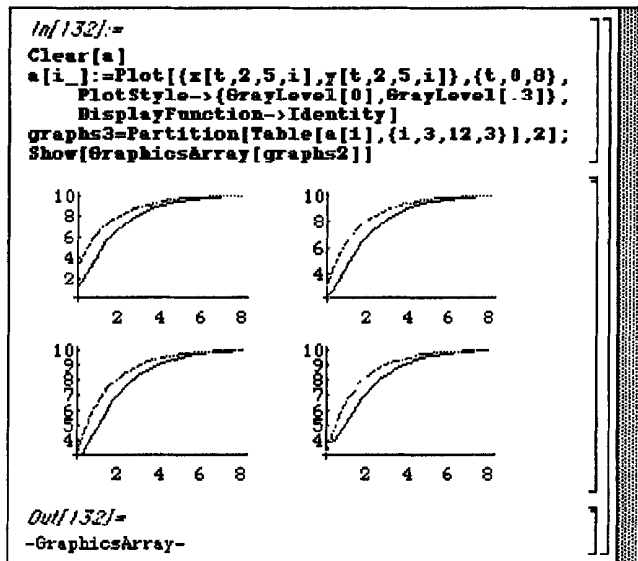 In[132]:=
Clear[a]
a[i_]:=Plot[{x[t,2,5,i],y[t,2,5,i]},{t,0,8},
PlotStyle->{GrayLevel[0],GrayLevel[.3]},
DisplayFunction->Identity]
graphs3=Partition[Table[a[i],{i,3,12,3}],2];
Show[GraphicsArray[graphs2]]
10
8
6
4
2
2 4 6 8
10
8
6
4
2 4 6 8
10
9
8
7
6
5
4
2 4 6 8
10
9
8
7
6
5
4
2 4 6 8
Out[132]=
-GraphicsArray-